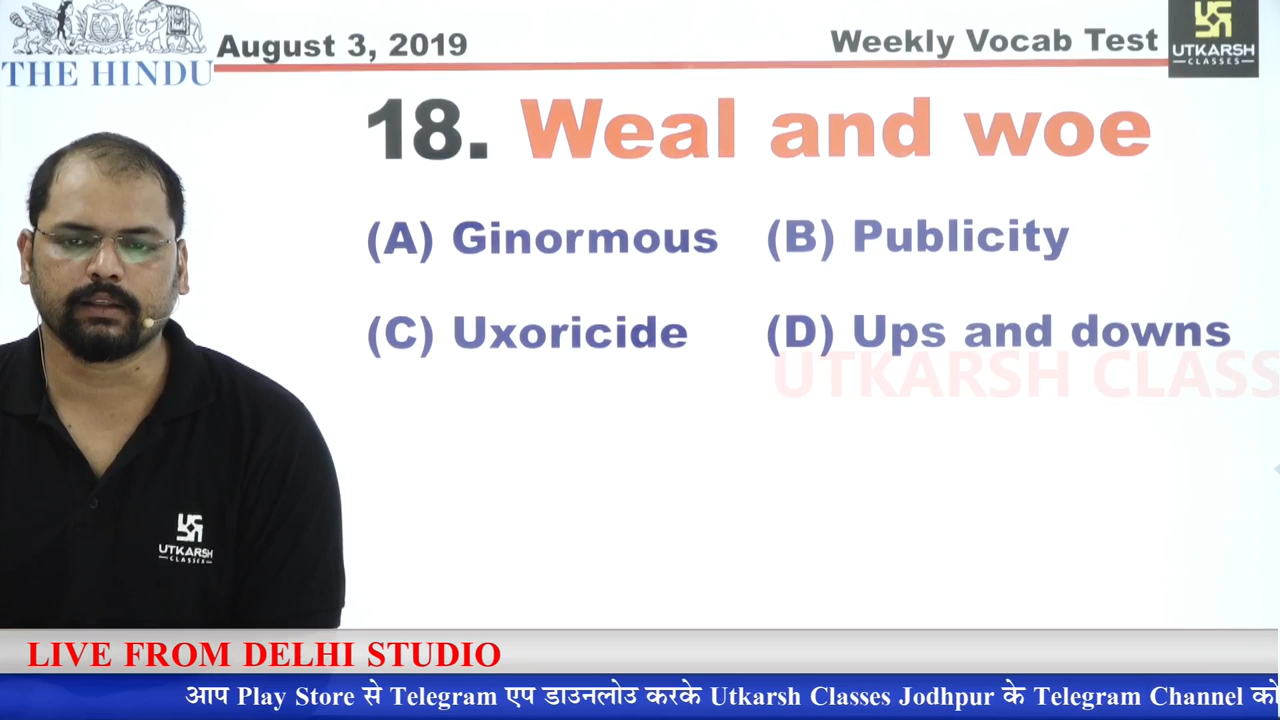 THE HINDU
August 3, 2019
Weekly Vocab Test
UTKARSH
CLASSES
18. Weal and woe
(A) Ginormous (B) Publicity
(C) Uxoricide (D) Ups and downs
UTKARSH CLASS
UTKARSH
CLASSES
LIVE FROM DELHI STUDIO
आप Play Store से Telegram एप डाउनलोउ करके Utkarsh Classes Jodhpur के Telegram Channel को